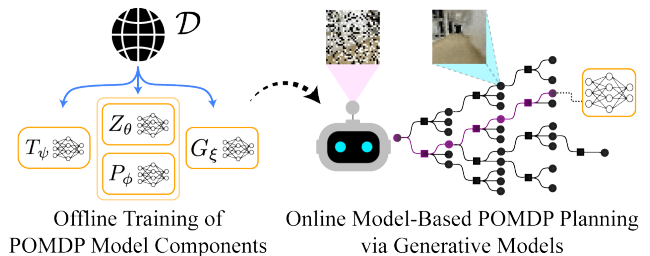 𝒟
Z_θ
T_ψ
G_ξ
P_ϕ
Offline Training of
POMDP Model Components
Online Model-Based POMDP Planning
via Generative Models